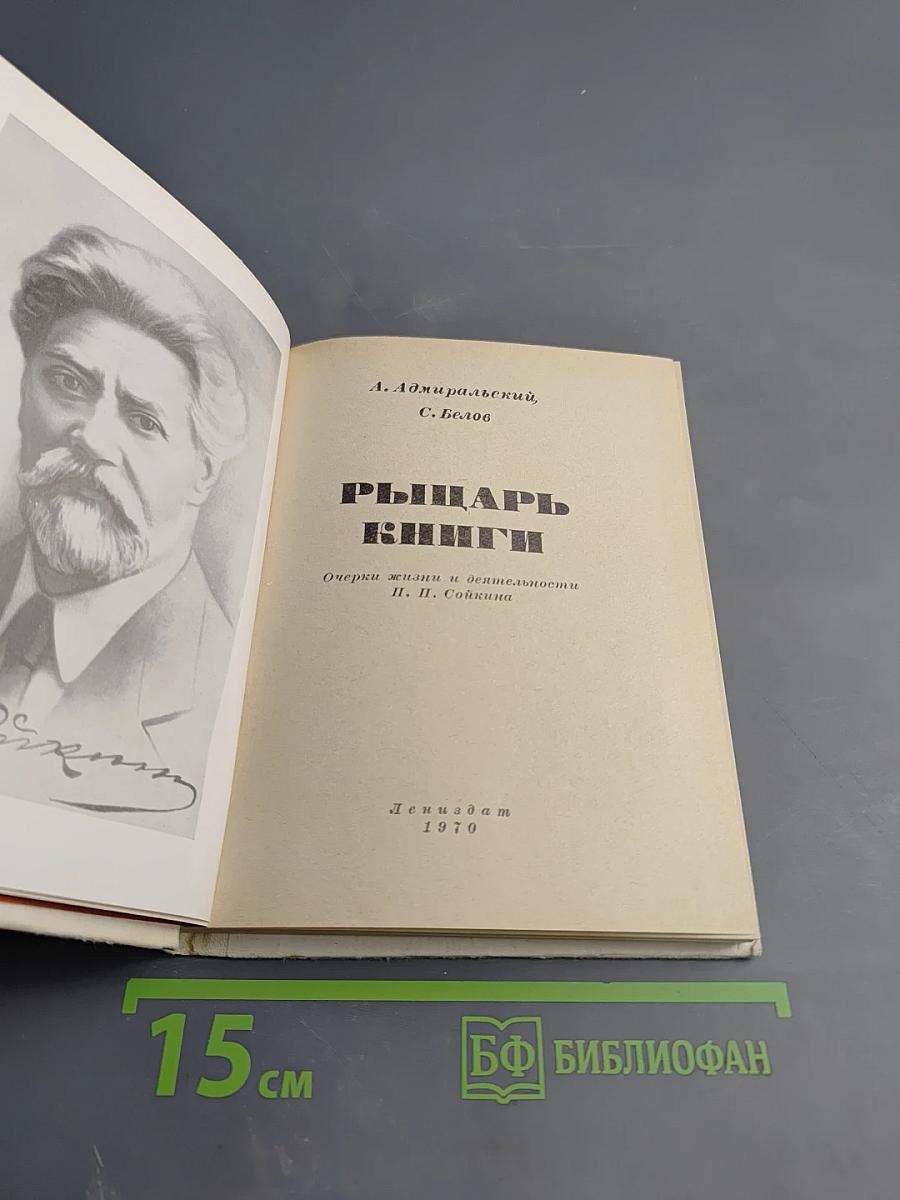 А. Адмиральский,
С. Белов
РЫЦАРЬ
КНИГИ
Очерки жизни и деятельности
П. П. Сойкина
Лениздат
1970
15 см
БФ БИБЛИОФАН